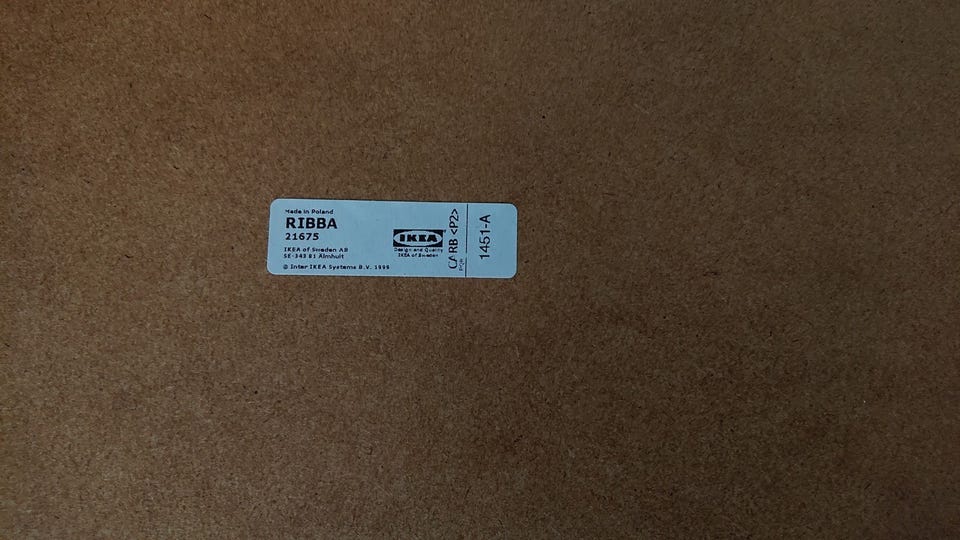 Made in Poland
RIBBA
21675
IKEA of Sweden AB
SE-343 81 Älmhult
© Inter IKEA Systems B.V. 1999
IKEA
Design and Quality
IKEA of Sweden
CARB <P2>
1451-A